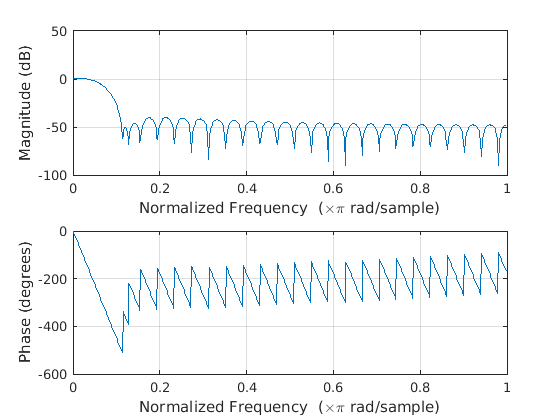 50
0
-50
-100
Magnitude (dB)
0 0.2 0.4 0.6 0.8 1
Normalized Frequency (×π rad/sample)
0
-200
-400
-600
Phase (degrees)
0 0.2 0.4 0.6 0.8 1
Normalized Frequency (×π rad/sample)